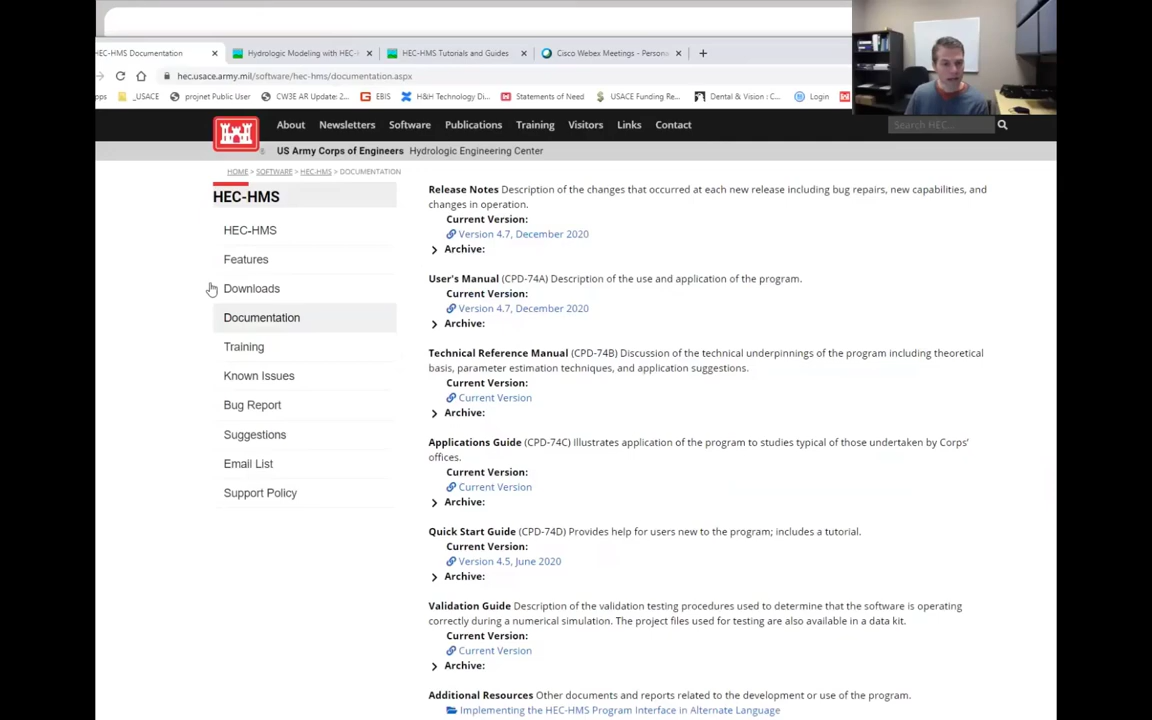 HEC-HMS Documentation
Hydrologic Modeling with HEC-
HEC-HMS Tutorials and Guides
Cisco Webex Meetings - Person
hec.usace.army.mil/software/hec-hms/documentation.aspx
pps
_USACE
projnet Public User
CW3E AR Update: 2...
EBIS
H&H Technology Di...
Statements of Need
USACE Funding Re...
Dental & Vision : C...
Login
About
Newsletters
Software
Publications
Training
Visitors
Links
Contact
Search HEC...
US Army Corps of Engineers Hydrologic Engineering Center
HOME > SOFTWARE > HEC-HMS > DOCUMENTATION
HEC-HMS
HEC-HMS
Features
Downloads
Documentation
Training
Known Issues
Bug Report
Suggestions
Email List
Support Policy
Release Notes Description of the changes that occurred at each new release including bug repairs, new capabilities, and
changes in operation.
Current Version:
Version 4.7, December 2020
Archive:
User's Manual (CPD-74A) Description of the use and application of the program.
Current Version:
Version 4.7, December 2020
Archive:
Technical Reference Manual (CPD-74B) Discussion of the technical underpinnings of the program including theoretical
basis, parameter estimation techniques, and application suggestions.
Current Version:
Current Version
Archive:
Applications Guide (CPD-74C) Illustrates application of the program to studies typical of those undertaken by Corps'
offices.
Current Version:
Current Version
Archive:
Quick Start Guide (CPD-74D) Provides help for users new to the program; includes a tutorial.
Current Version:
Version 4.5, June 2020
Archive:
Validation Guide Description of the validation testing procedures used to determine that the software is operating
correctly during a numerical simulation. The project files used for testing are also available in a data kit.
Current Version:
Current Version
Archive:
Additional Resources Other documents and reports related to the development or use of the program.
Implementing the HEC-HMS Program Interface in Alternate Language